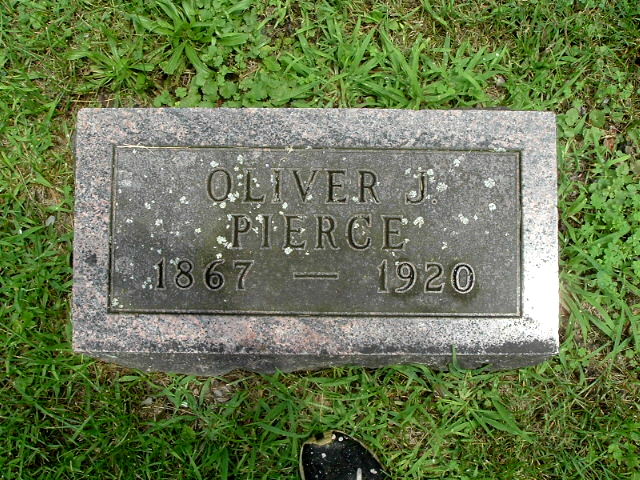 OLIVER J.
PIERCE
1867 — 1920